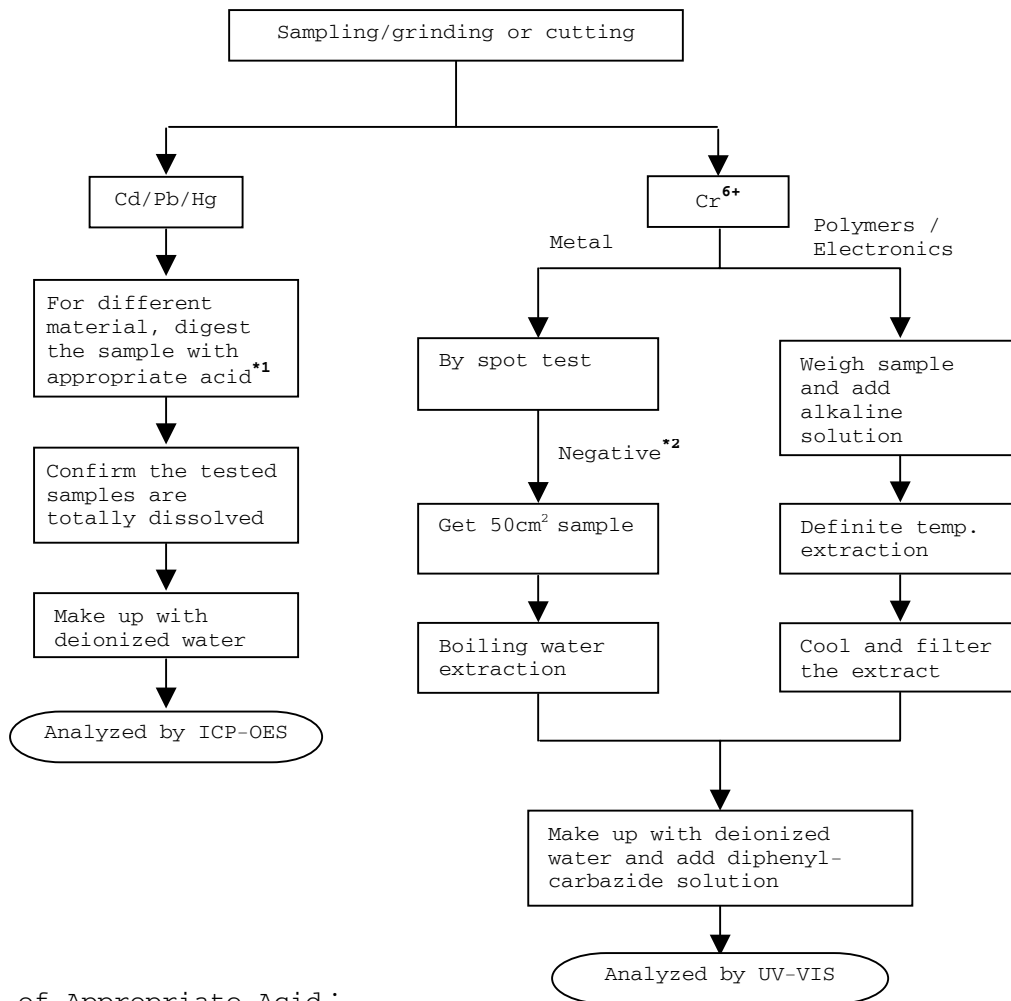 Sampling/grinding or cutting
Cd/Pb/Hg
For different
material, digest
the sample with
appropriate acid*1
Confirm the tested
samples are
totally dissolved
Make up with
deionized water
Analyzed by ICP-OES
Cr6+
Metal
Polymers /
Electronics
By spot test
Negative*2
Get 50cm2 sample
Boiling water
extraction
Weigh sample
and add
alkaline
solution
Definite temp.
extraction
Cool and filter
the extract
Make up with deionized
water and add diphenyl-
carbazide solution
Analyzed by UV-VIS
of Appropriate Acid: